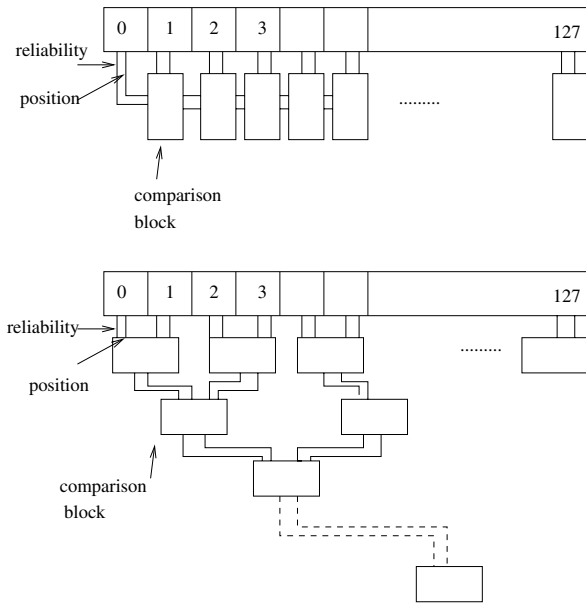 0 1 2 3 127
reliability
position
.........
comparison
block
0 1 2 3 127
reliability
.........
position
comparison
block